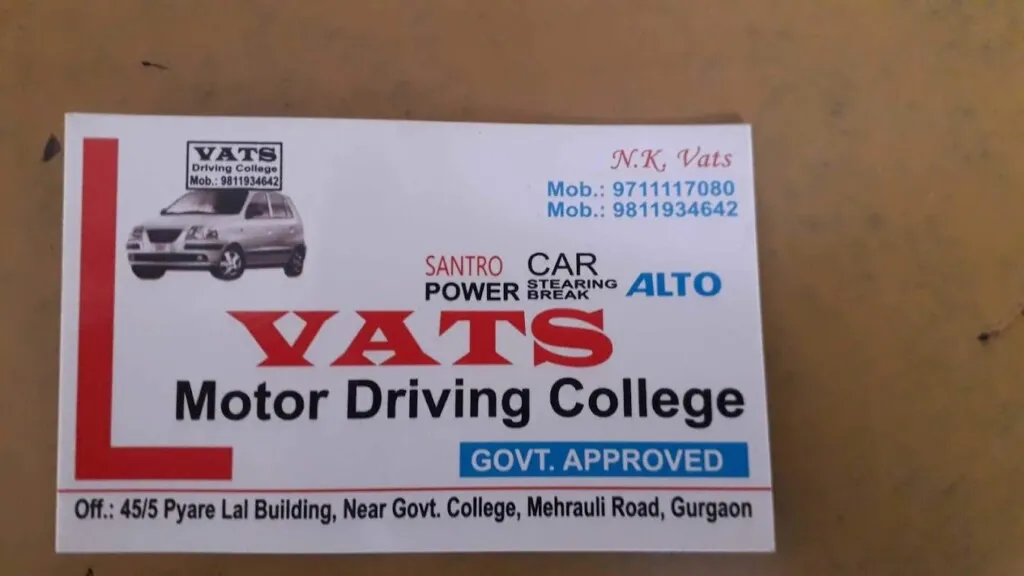 VATS
Driving College
Mob.: 9811934642
N.K. Vats
Mob.: 9711117080
Mob.: 9811934642
SANTRO CAR
POWER STEARING BREAK ALTO
VATS
Motor Driving College
GOVT. APPROVED
Off.: 45/5 Pyare Lal Building, Near Govt. College, Mehrauli Road, Gurgaon